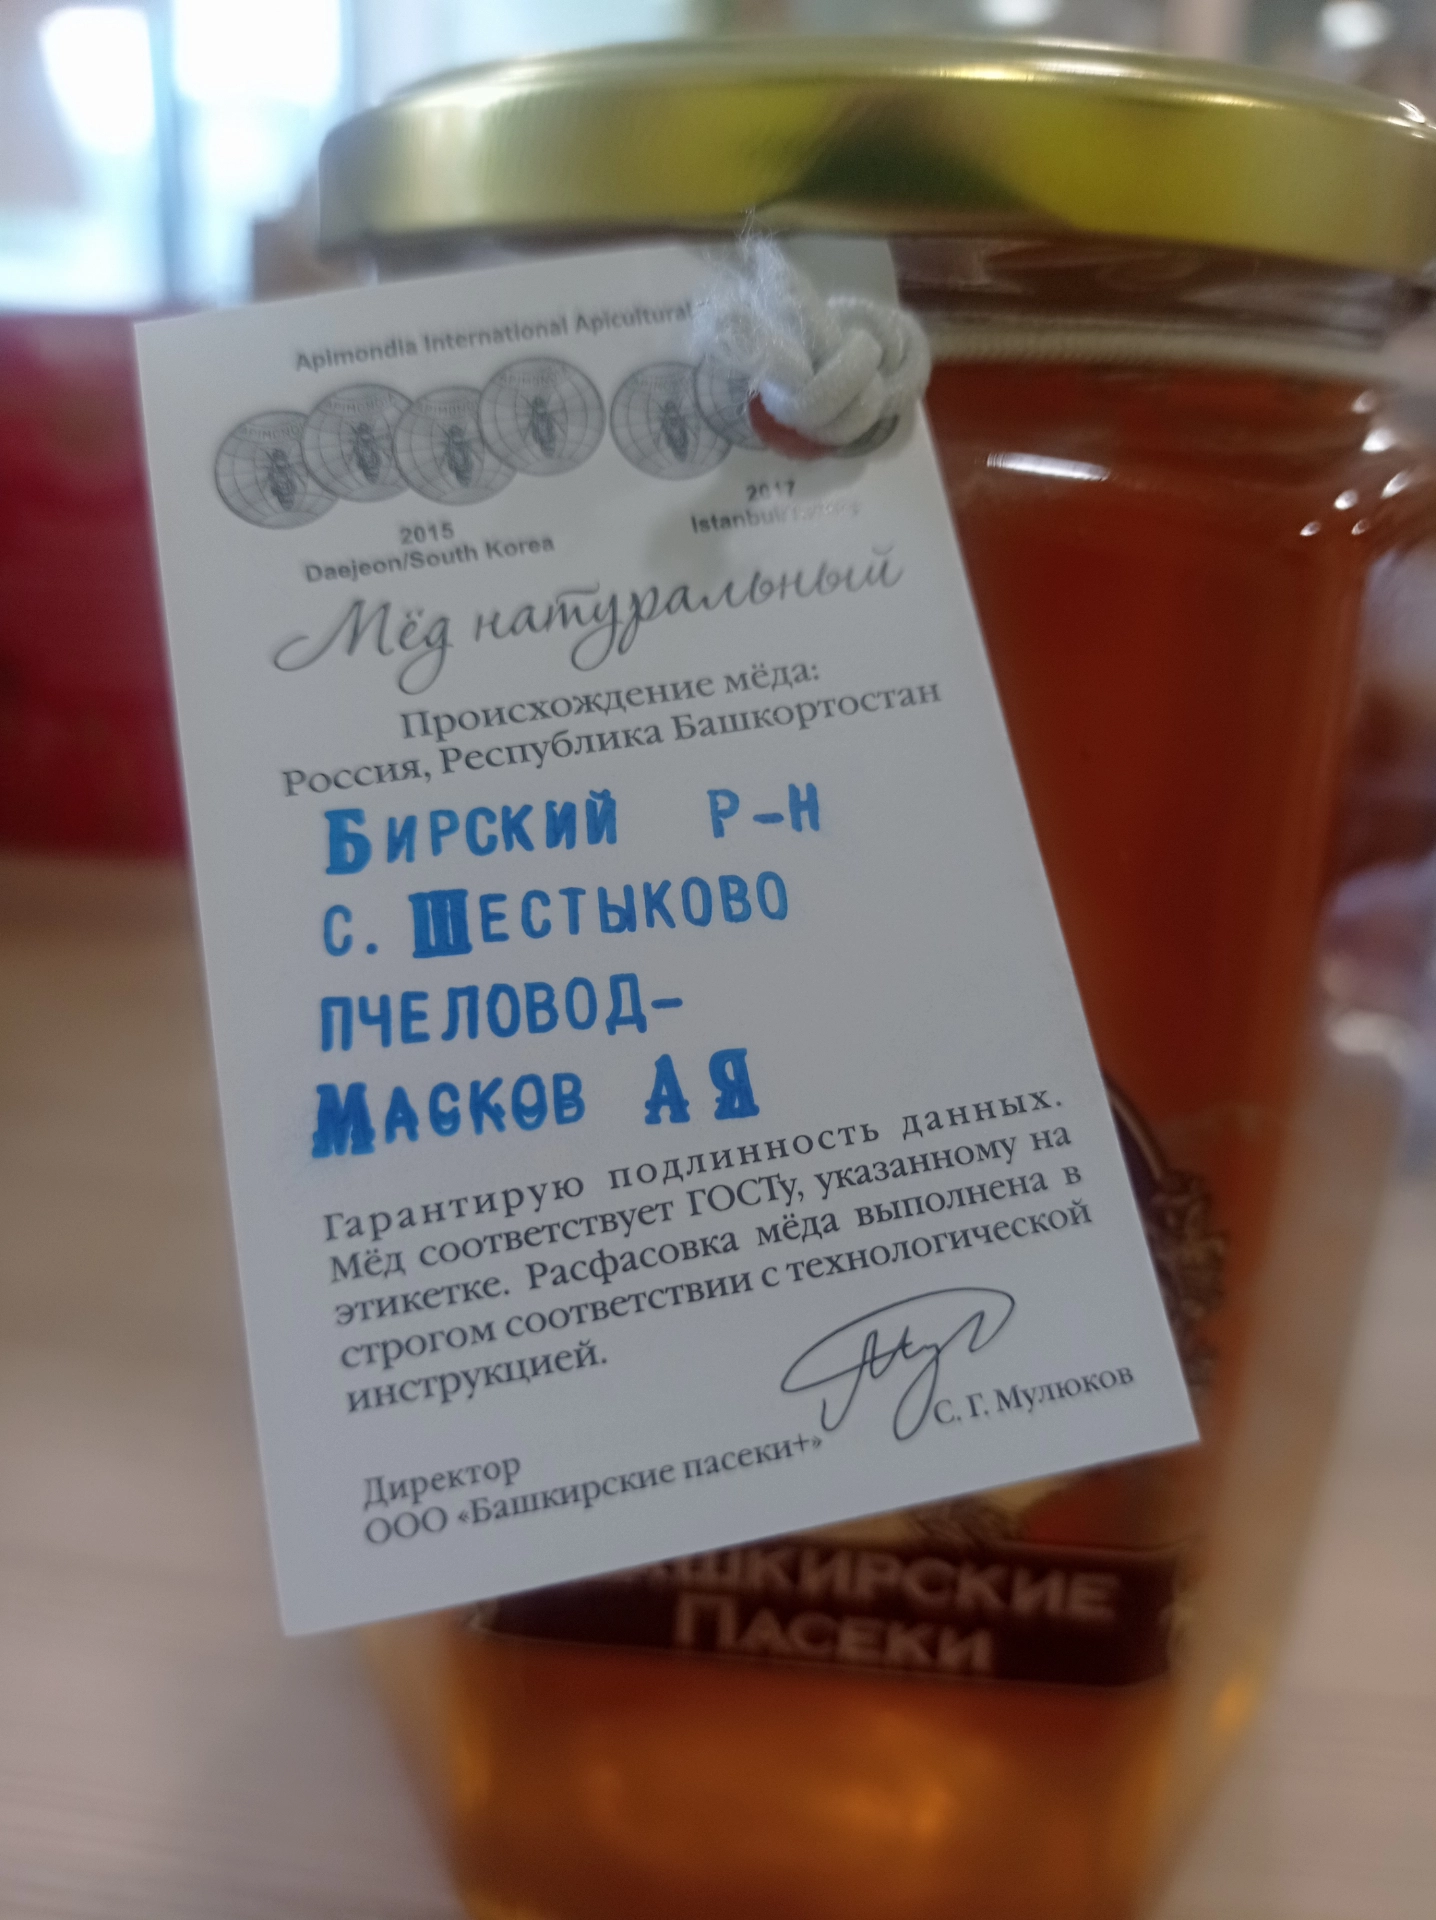 Apimondia International Apicultural
2015
Daejeon/South Korea
2017
Istanbul
Мёд натуральный
Происхождение мёда:
Россия, Республика Башкортостан
БИРСКИЙ Р-Н
С. ШЕСТЫКОВО
ПЧЕЛОВОД-
МАСКОВ А Я
Гарантирую подлинность данных.
Мёд соответствует ГОСТу, указанному на
этикетке. Расфасовка мёда выполнена в
строгом соответствии с технологической
инструкцией.
Директор
ООО «Башкирские пасеки+»
С. Г. Мулюков
БАШКИРСКИЕ
ПАСЕКИ